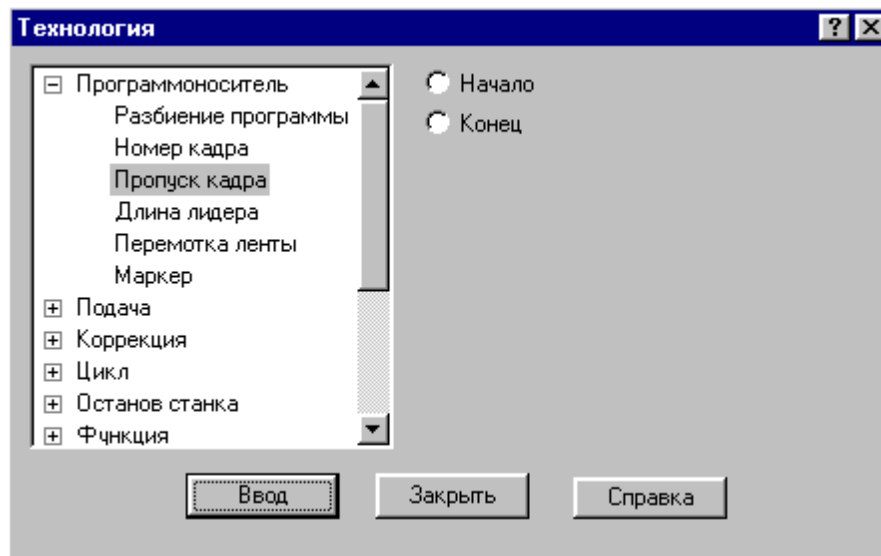 Технология
Программоноситель
Разбиение программы
Номер кадра
Пропуск кадра
Длина лидера
Перемотка ленты
Маркер
Подача
Коррекция
Цикл
Останов станка
Функция
Начало
Конец
Ввод
Закрыть
Справка